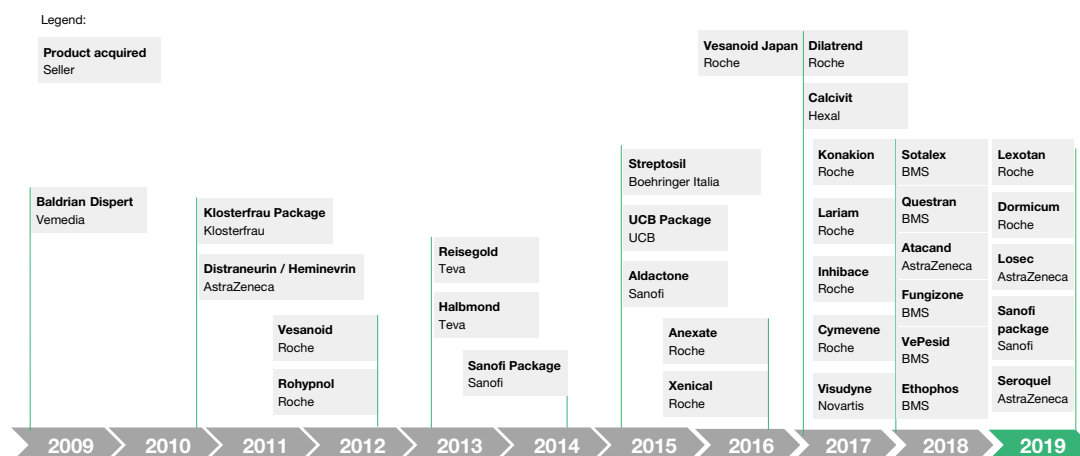 Legend:
Product acquired
Seller
Baldrian Dispert
Vemedia
Klosterfrau Package
Klosterfrau
Distraneurin / Heminevrin
AstraZeneca
Vesanoid
Roche
Rohypnol
Roche
Reisegold
Teva
Halbmond
Teva
Sanofi Package
Sanofi
Streptosil
Boehringer Italia
UCB Package
UCB
Aldactone
Sanofi
Anexate
Roche
Xenical
Roche
Vesanoid Japan
Roche
Dilatrend
Roche
Calcivit
Hexal
Konakion
Roche
Lariam
Roche
Inhibace
Roche
Cymevene
Roche
Visudyne
Novartis
Sotalex
BMS
Questran
BMS
Atacand
AstraZeneca
Fungizone
BMS
VePesid
BMS
Ethophos
BMS
Lexotan
Roche
Dormicum
Roche
Losec
AstraZeneca
Sanofi
package
Sanofi
Seroquel
AstraZeneca
2009 2010 2011 2012 2013 2014 2015 2016 2017 2018 2019